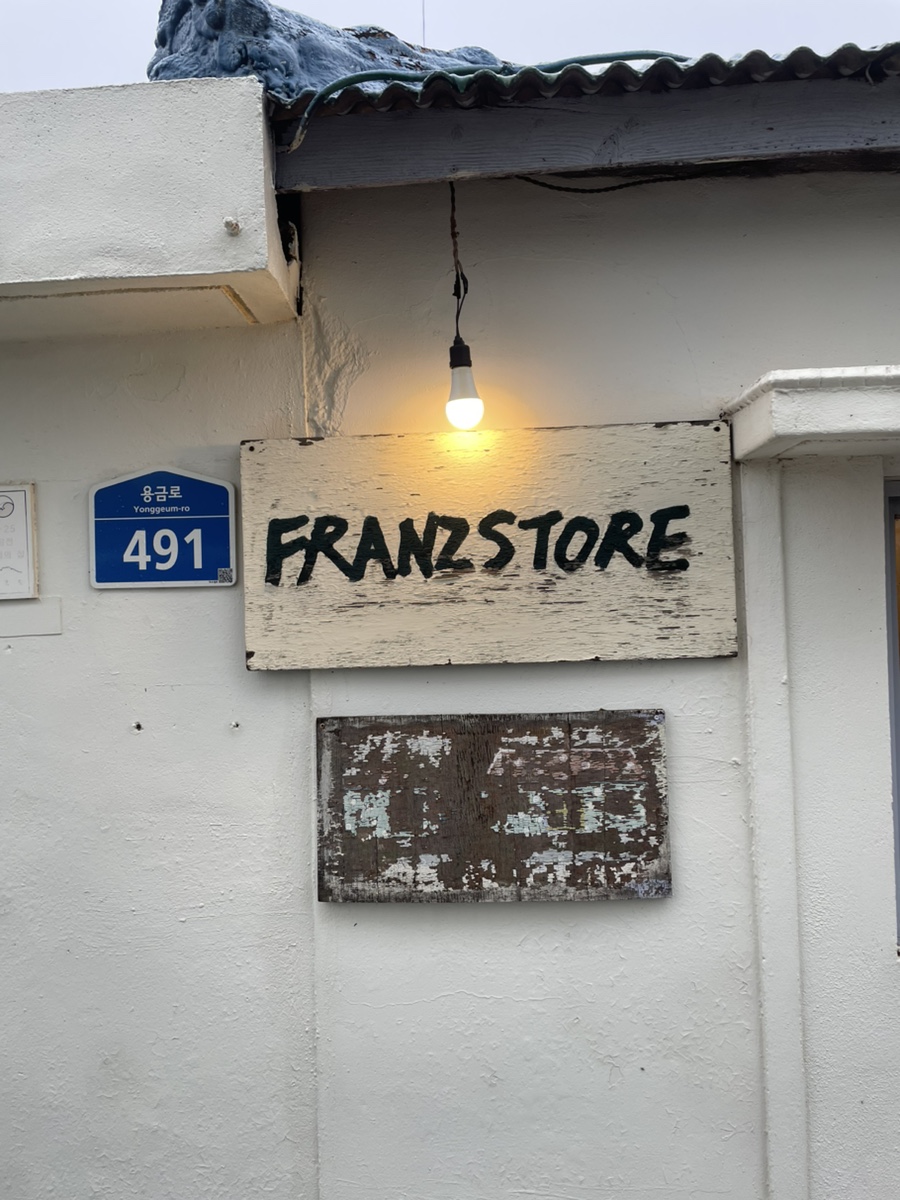 용금로
Yonggeum-ro
491
FRANZSTORE